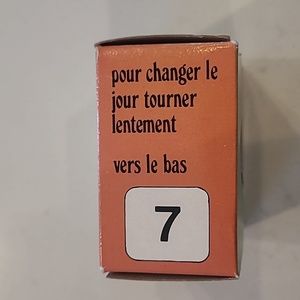 pour changer le
jour tourner
lentement
vers le bas
7